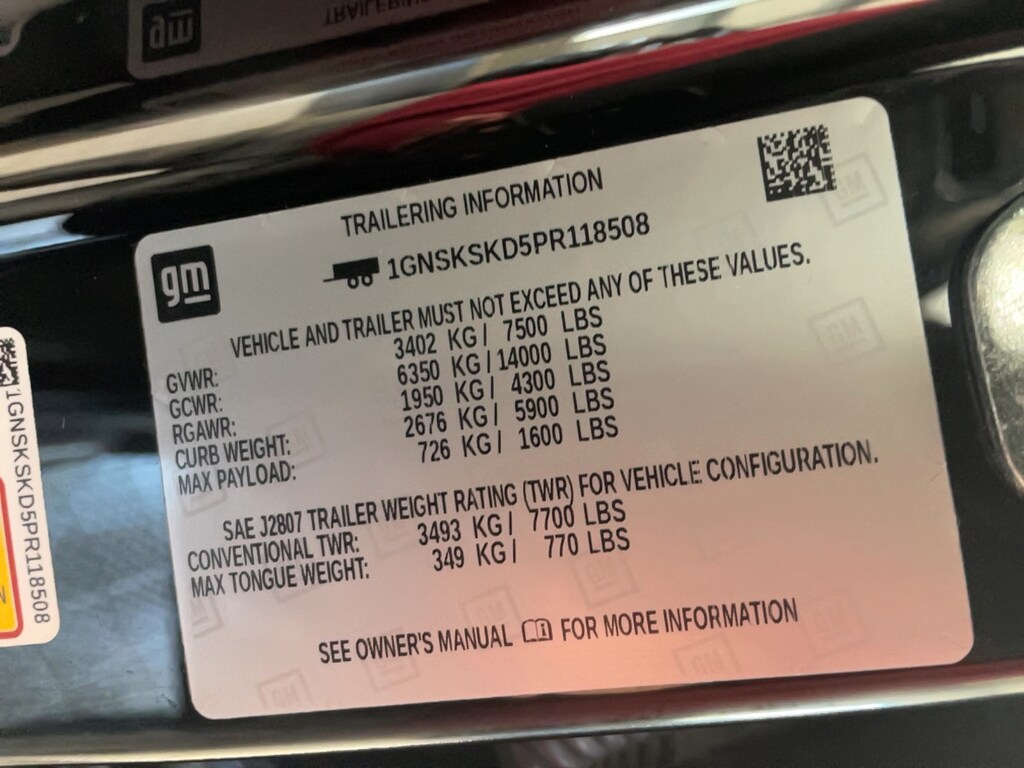 TRAILERING INFORMATION
gm
1GNSKSKD5PR118508
VEHICLE AND TRAILER MUST NOT EXCEED ANY OF THESE VALUES.
GVWR: 3402 KG/ 7500 LBS
GCWR: 6350 KG/14000 LBS
RGAWR: 1950 KG/ 4300 LBS
CURB WEIGHT: 2676 KG/ 5900 LBS
MAX PAYLOAD: 726 KG/ 1600 LBS
SAE J2807 TRAILER WEIGHT RATING (TWR) FOR VEHICLE CONFIGURATION.
CONVENTIONAL TWR: 3493 KG/ 7700 LBS
MAX TONGUE WEIGHT: 349 KG/ 770 LBS
SEE OWNER'S MANUAL FOR MORE INFORMATION
1GNSKSKD5PR118508